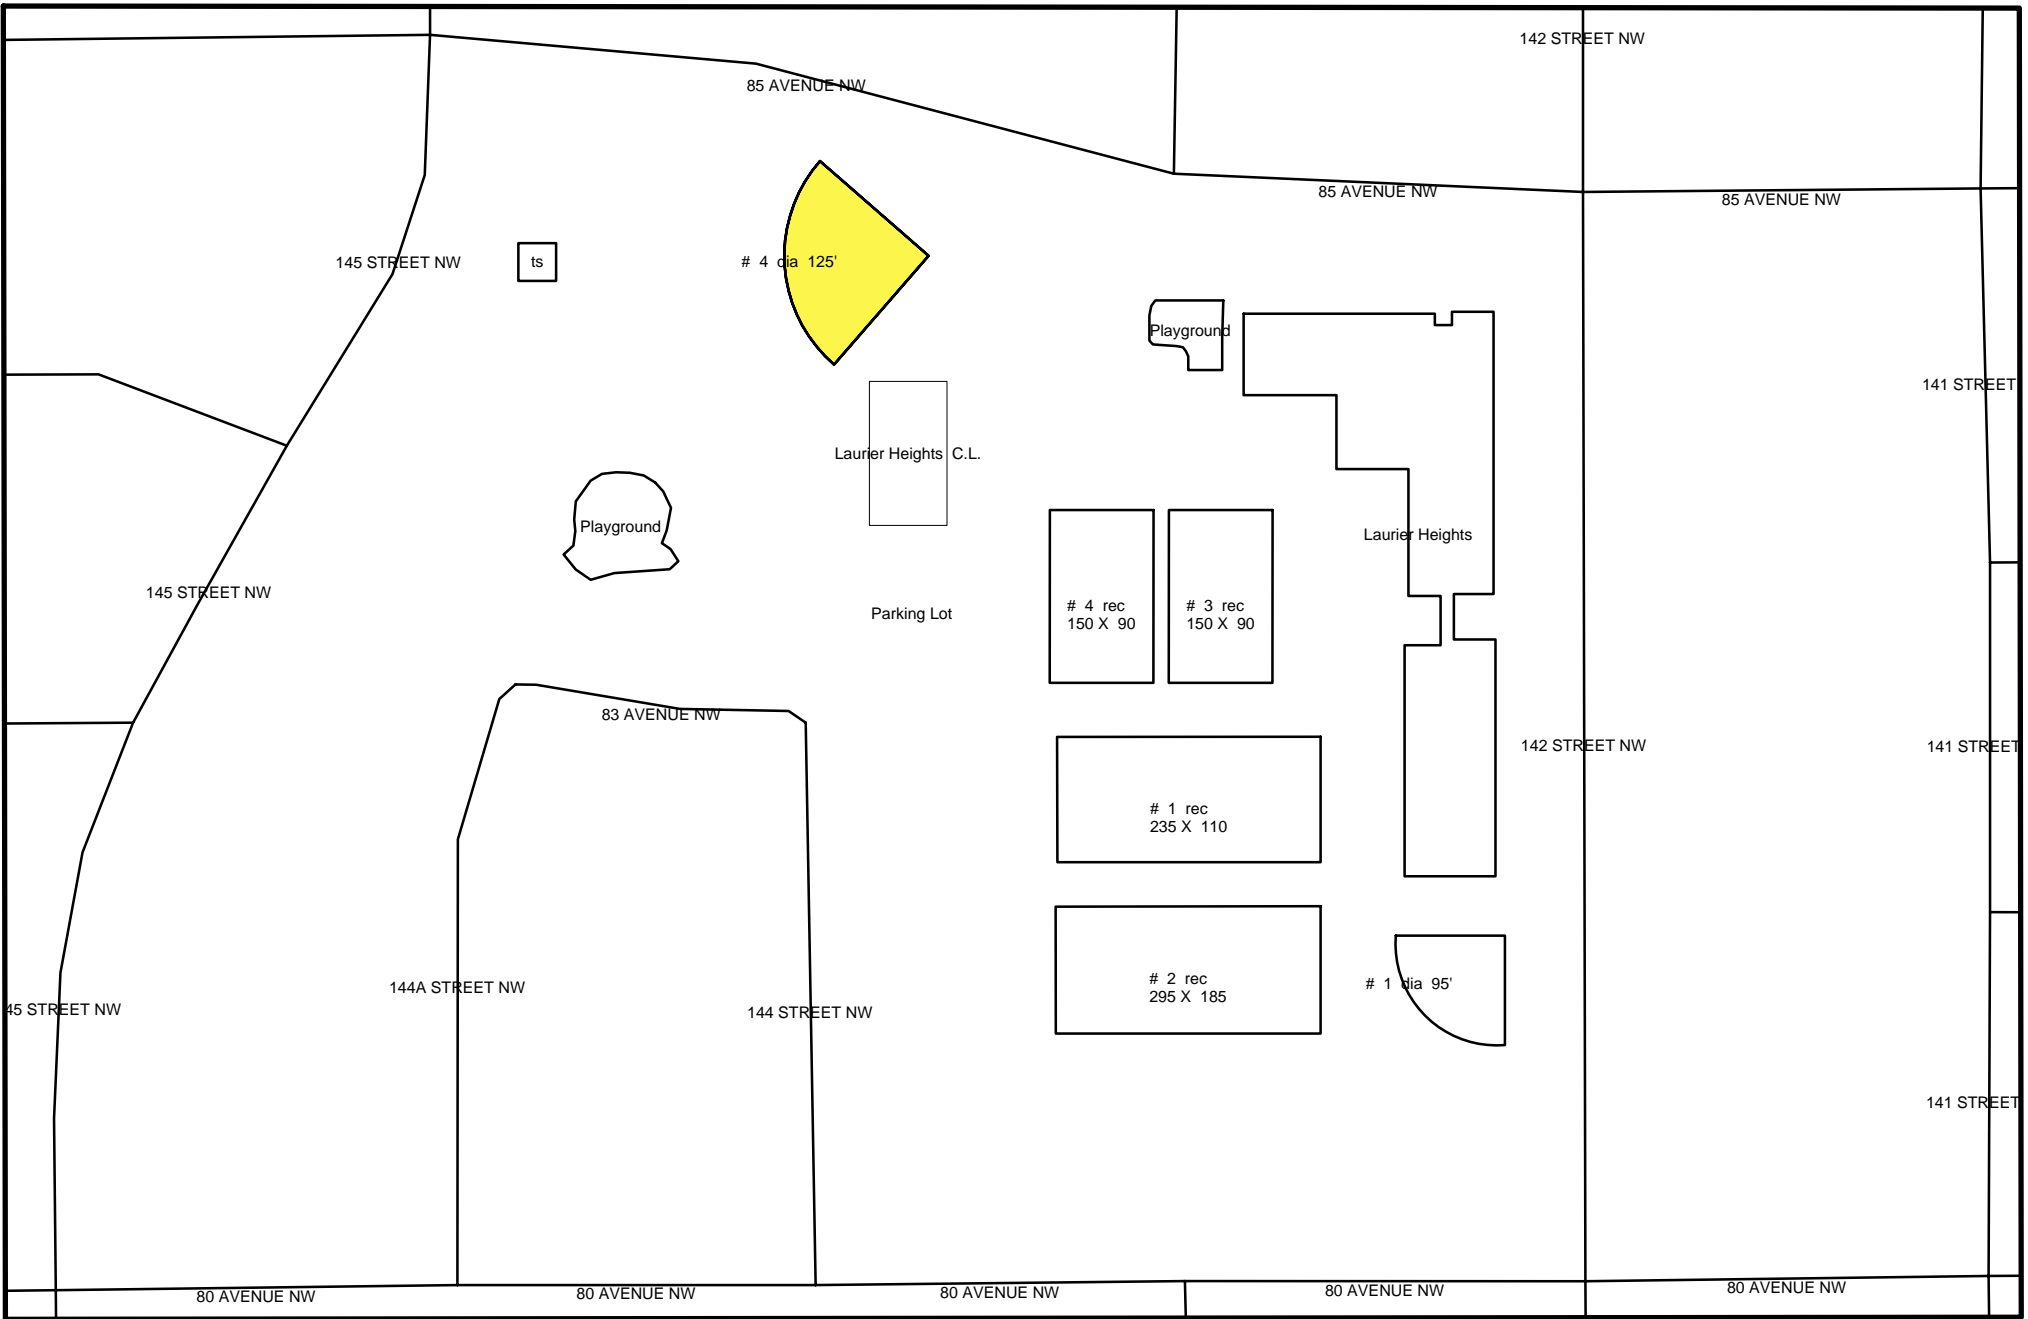 142 STREET NW
85 AVENUE NW
85 AVENUE NW
85 AVENUE NW
145 STREET NW
ts
# 4 dia 125'
Playground
141 STREET
Laurier Heights C.L.
Playground
Laurier Heights
145 STREET NW
Parking Lot
# 4 rec
150 X 90
# 3 rec
150 X 90
83 AVENUE NW
142 STREET NW
141 STREET
# 1 rec
235 X 110
# 2 rec
295 X 185
# 1 dia 95'
144A STREET NW
45 STREET NW
144 STREET NW
141 STREET
80 AVENUE NW
80 AVENUE NW
80 AVENUE NW
80 AVENUE NW
80 AVENUE NW